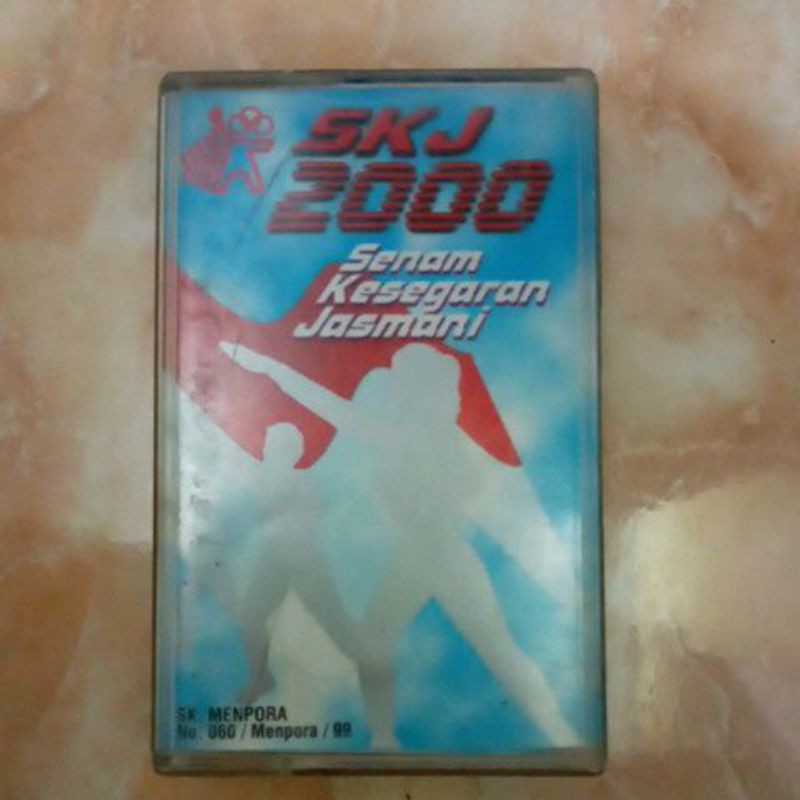 SKJ
2000
Senam
Kesegaran
Jasmani
SK MENPORA
No. 060 / Menpora / 99